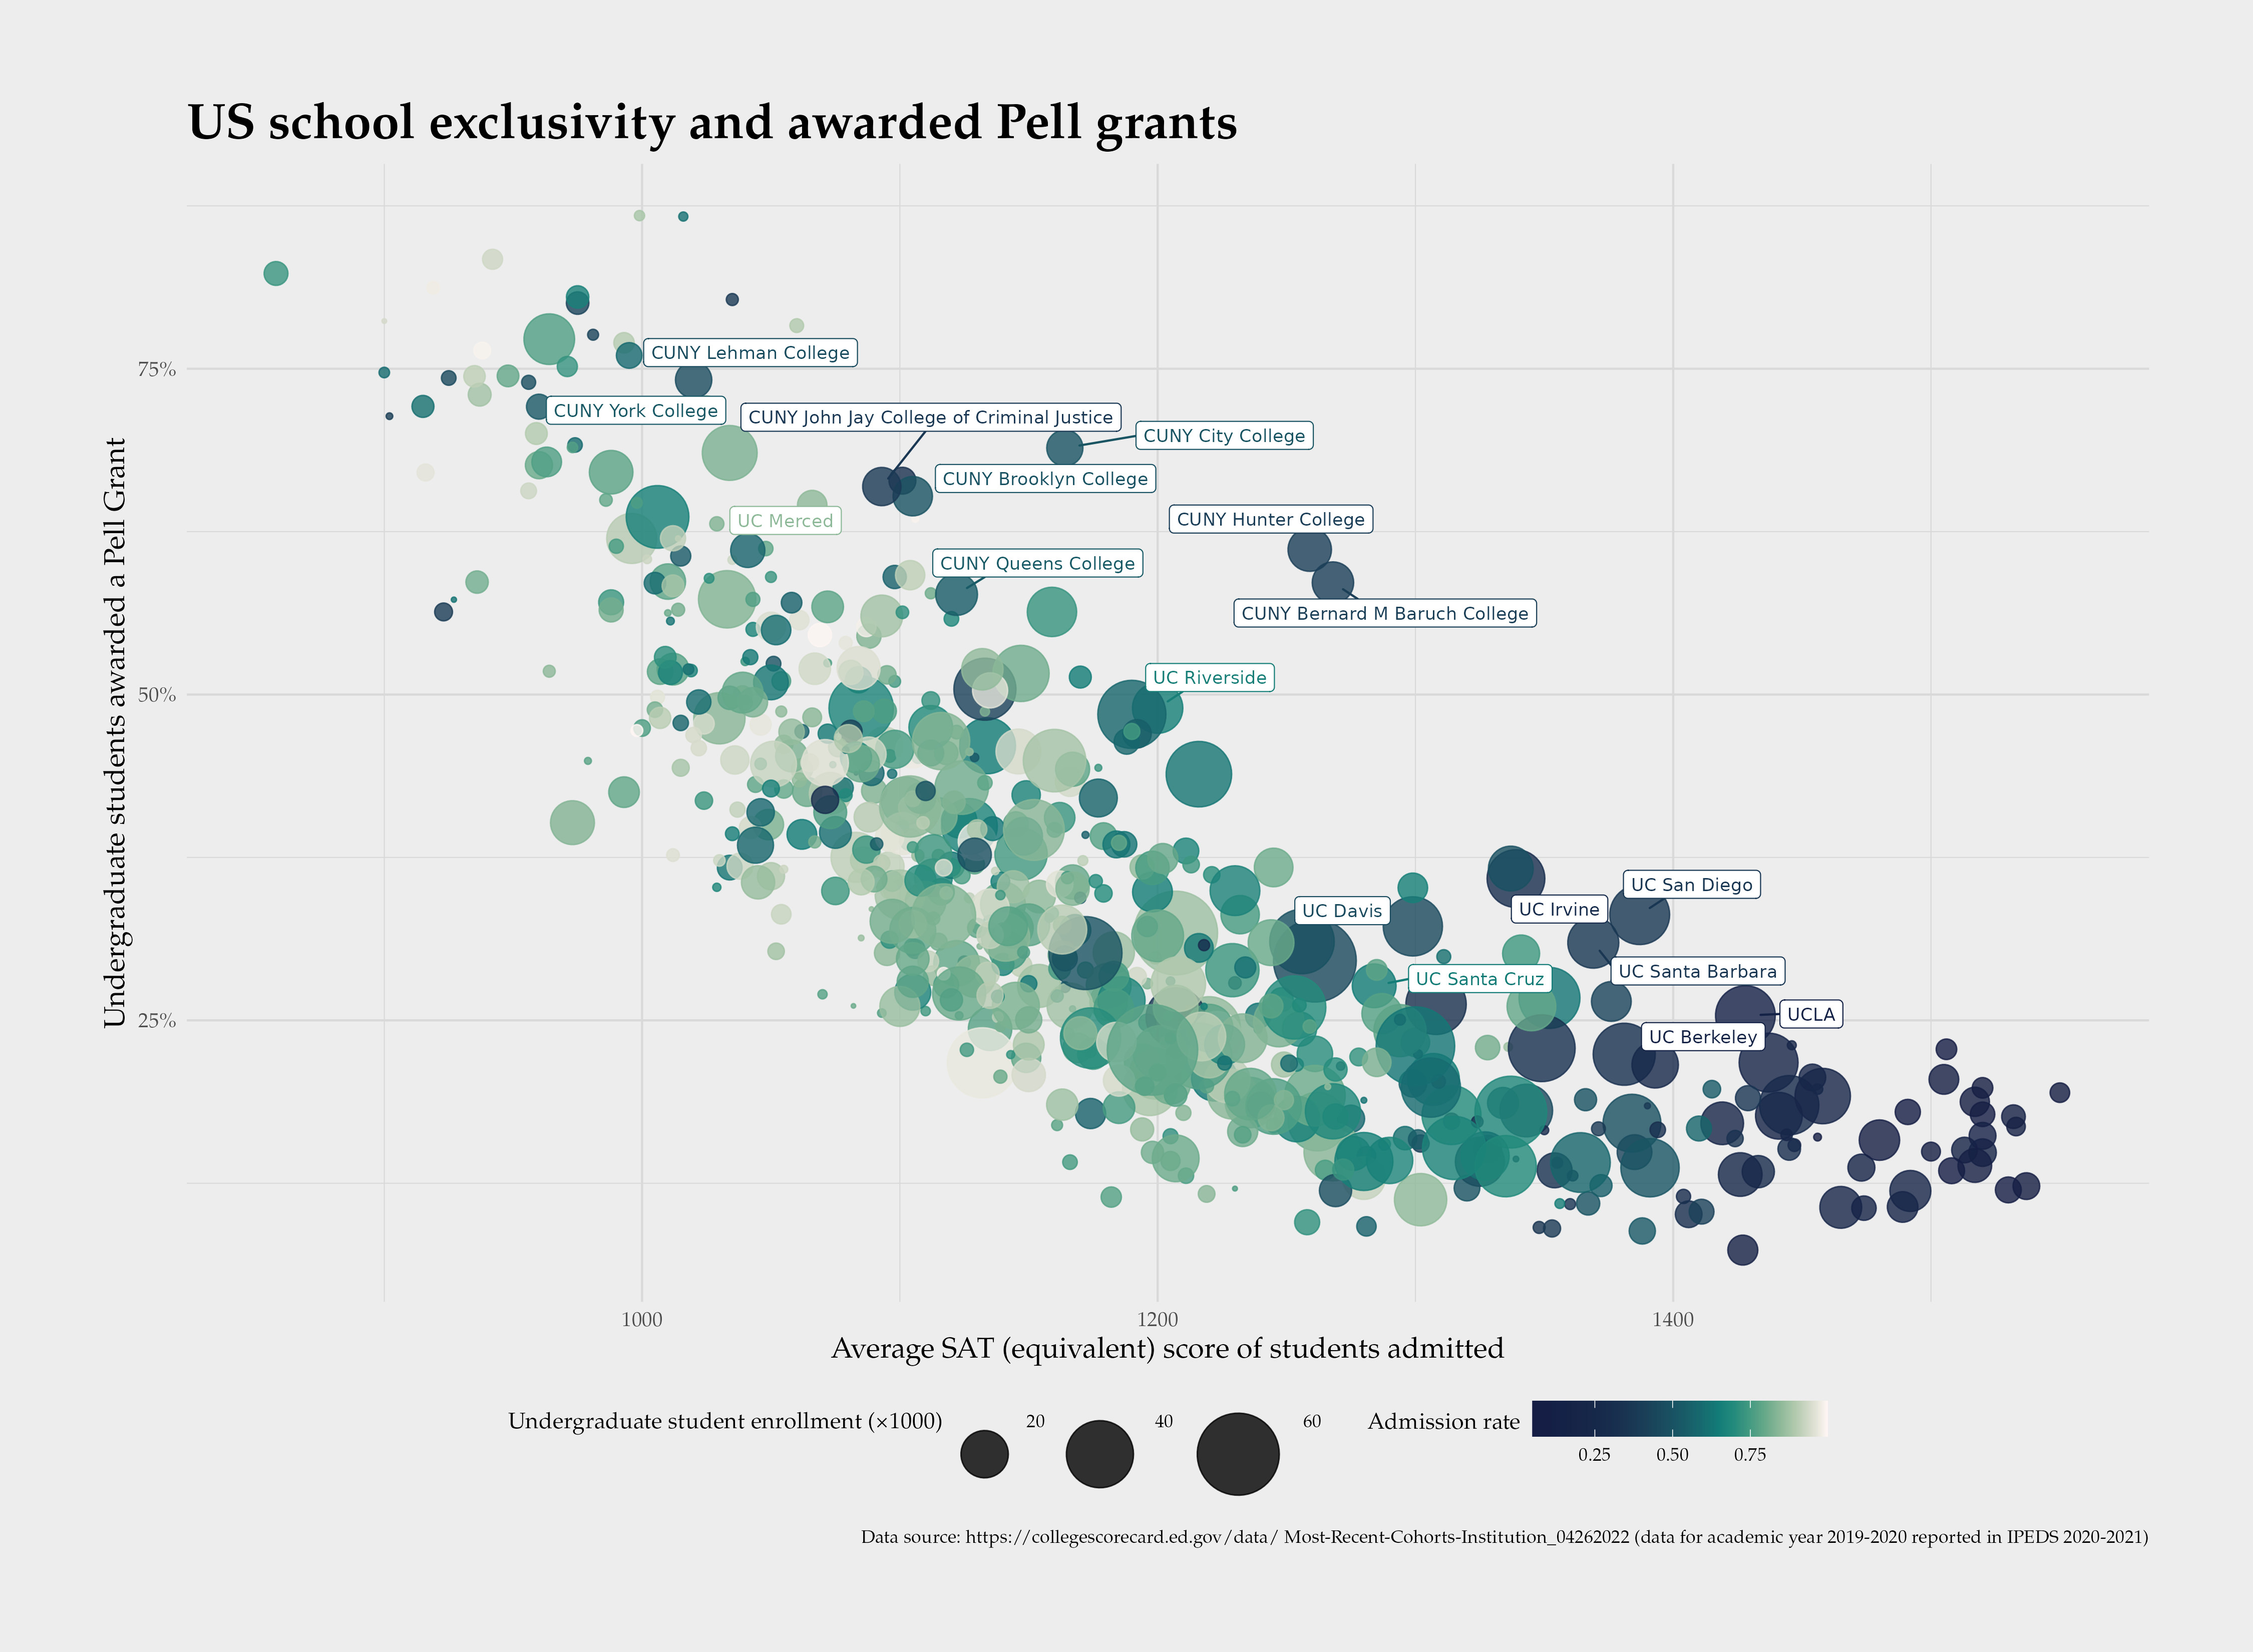 US school exclusivity and awarded Pell grants
Undergraduate students awarded a Pell Grant
75%
50%
25%
CUNY Lehman College
CUNY York College
CUNY John Jay College of Criminal Justice
CUNY City College
CUNY Brooklyn College
UC Merced
CUNY Hunter College
CUNY Queens College
CUNY Bernard M Baruch College
UC Riverside
UC San Diego
UC Davis
UC Irvine
UC Santa Barbara
UC Santa Cruz
UCLA
UC Berkeley
1000
1200
1400
Average SAT (equivalent) score of students admitted
Undergraduate student enrollment (×1000)
20
40
60
Admission rate
0.25
0.50
0.75
Data source: https://collegescorecard.ed.gov/data/ Most-Recent-Cohorts-Institution_04262022 (data for academic year 2019-2020 reported in IPEDS 2020-2021)